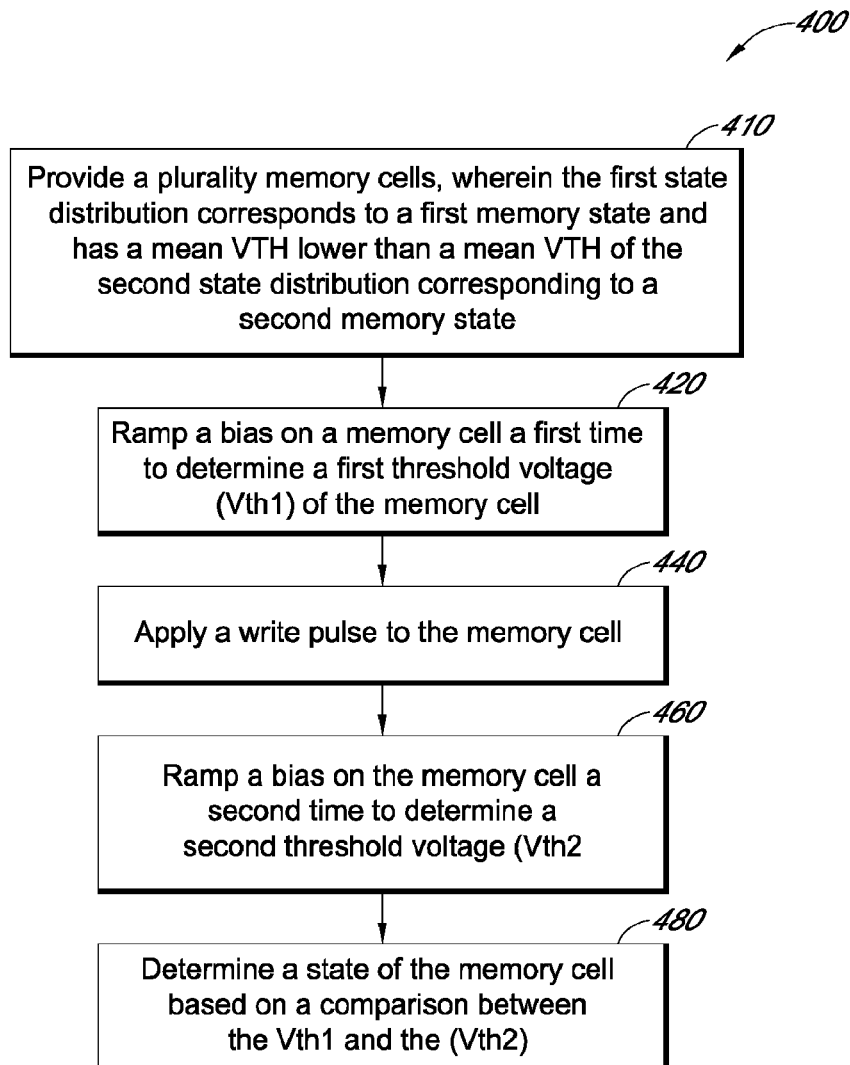 400
410
Provide a plurality memory cells, wherein the first state
distribution corresponds to a first memory state and
has a mean VTH lower than a mean VTH of the
second state distribution corresponding to a
second memory state
420
Ramp a bias on a memory cell a first time
to determine a first threshold voltage
(Vth1) of the memory cell
440
Apply a write pulse to the memory cell
460
Ramp a bias on the memory cell a
second time to determine a
second threshold voltage (Vth2
480
Determine a state of the memory cell
based on a comparison between
the Vth1 and the (Vth2)